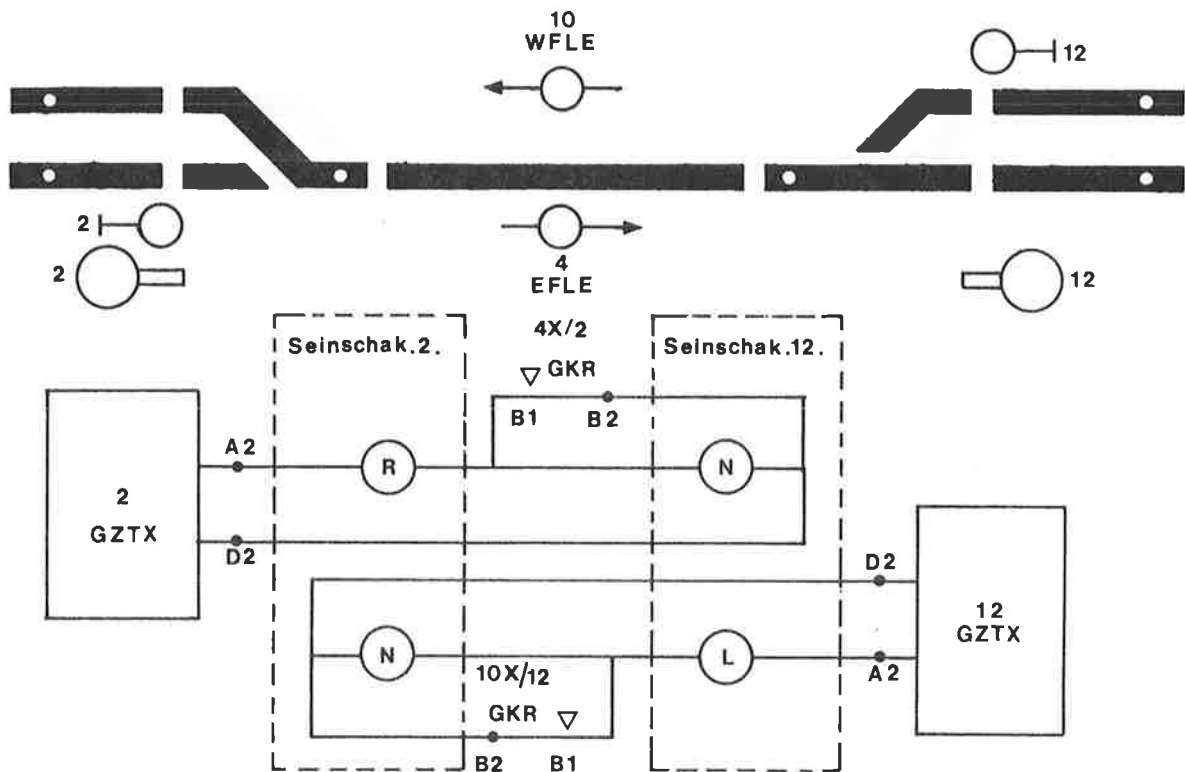 10
WFLE
12
2
4
EFLE
2
12
4X/2
Seinschak.2.
Seinschak.12.
GKR
B1
B2
A2
R
N
2
GZTX
D2
D2
12
GZTX
N
L
A2
10X/12
GKR
B2
B1